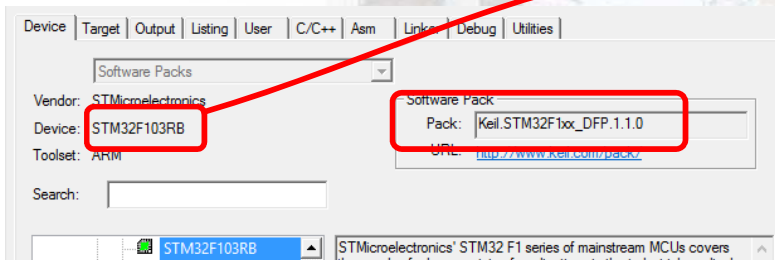 Device Target Output Listing User C/C++ Asm Linker Debug Utilities
Software Packs
Vendor: STMicroelectronics
Device: STM32F103RB
Toolset: ARM
Search:
Software Pack
Pack: Keil.STM32F1xx_DFP.1.1.0
URL: http://www.keil.com/pack/
STM32F103RB
STMicroelectronics' STM32 F1 series of mainstream MCUs covers